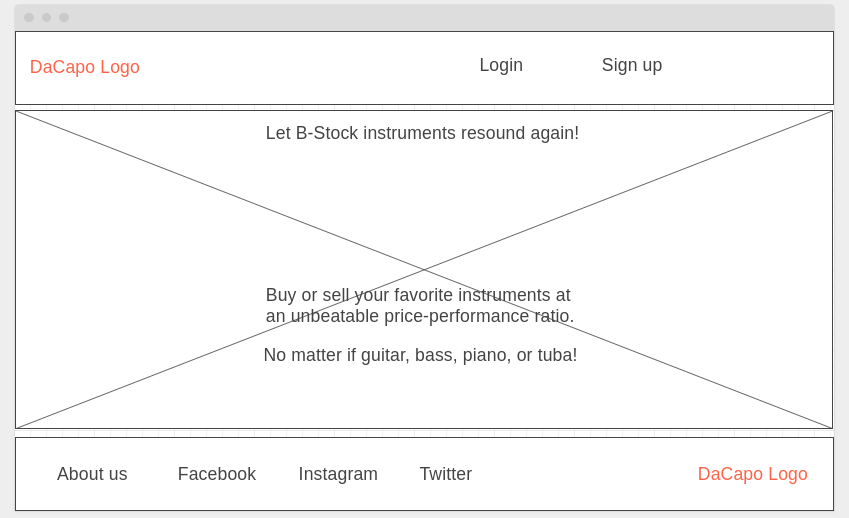 DaCapo Logo
Login
Sign up
Let B-Stock instruments resound again!
Buy or sell your favorite instruments at
an unbeatable price-performance ratio.
No matter if guitar, bass, piano, or tuba!
About us
Facebook
Instagram
Twitter
DaCapo Logo